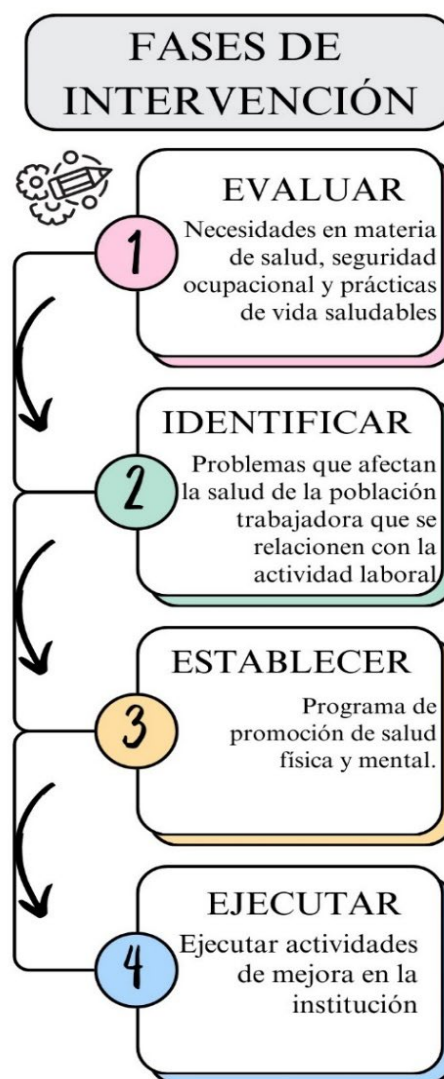 FASES DE
INTERVENCIÓN
EVALUAR
1
Necesidades en materia
de salud, seguridad
ocupacional y prácticas
de vida saludables
IDENTIFICAR
2
Problemas que afectan
la salud de la población
trabajadora que se
relacionen con la
actividad laboral
ESTABLECER
3
Programa de
promoción de salud
física y mental.
EJECUTAR
4
Ejecutar actividades
de mejora en la
institución